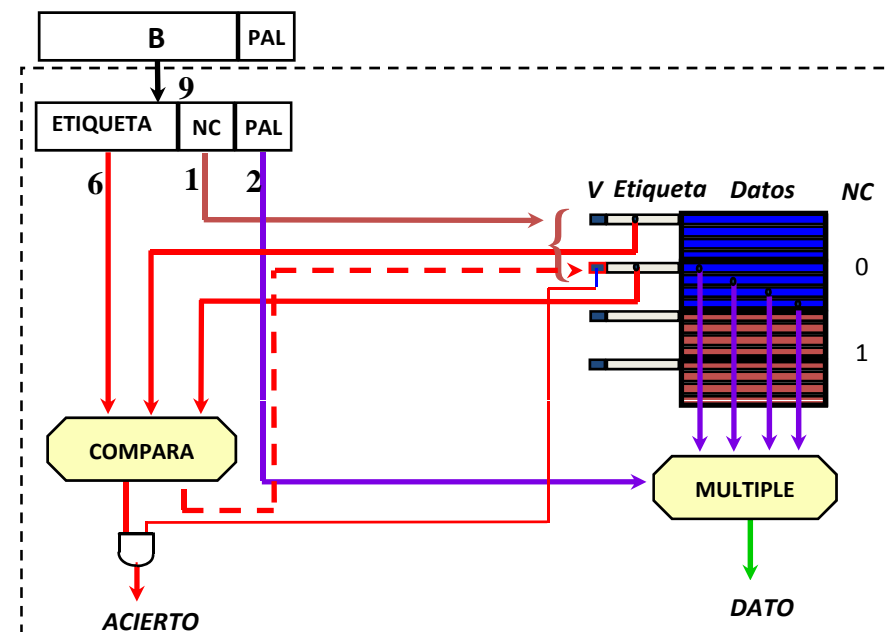 B PAL
9
ETIQUETA NC PAL
6 1 2
V Etiqueta Datos NC
0
1
COMPARA
MULTIPLE
ACIERTO
DATO